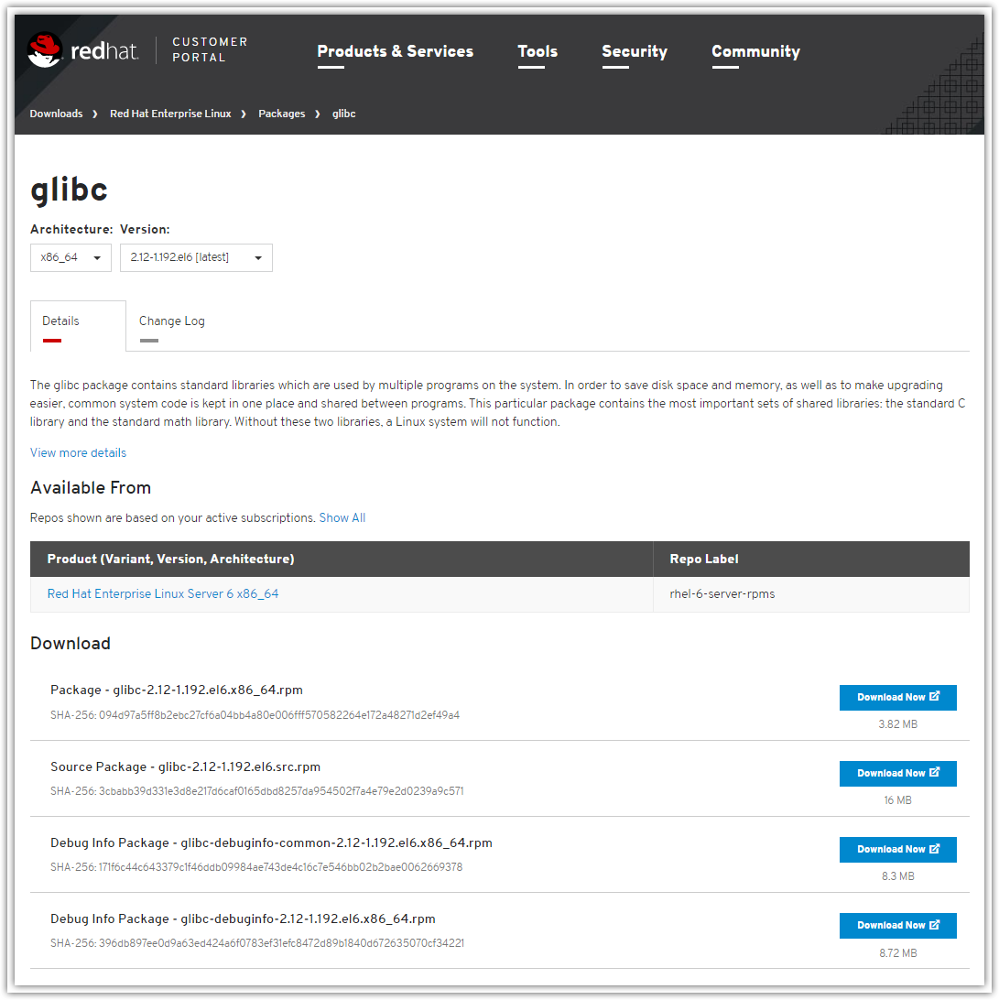 redhat.
CUSTOMER
PORTAL
Products & Services
Tools
Security
Community
Downloads ❯ Red Hat Enterprise Linux ❯ Packages ❯ glibc
glibc
Architecture: Version:
x86_64
2.12-1.192.el6 [latest]
Details
Change Log
The glibc package contains standard libraries which are used by multiple programs on the system. In order to save disk space and memory, as well as to make upgrading
easier, common system code is kept in one place and shared between programs. This particular package contains the most important sets of shared libraries: the standard C
library and the standard math library. Without these two libraries, a Linux system will not function.
View more details
Available From
Repos shown are based on your active subscriptions. Show All
Product (Variant, Version, Architecture)
Repo Label
Red Hat Enterprise Linux Server 6 x86_64
rhel-6-server-rpms
Download
Package - glibc-2.12-1.192.el6.x86_64.rpm
Download Now
SHA-256: 094d97a5ff8b2ebc27cf6a04bb4a80e006fff570582264e172a48271d2ef49a4
3.82 MB
Source Package - glibc-2.12-1.192.el6.src.rpm
Download Now
SHA-256: 3cbabb39d331e3d8e217d6caf0165dbd8257da954502f7a4e79e2d0239a9c571
16 MB
Debug Info Package - glibc-debuginfo-common-2.12-1.192.el6.x86_64.rpm
Download Now
SHA-256: 171f6c44c643379c1f46ddb09984ae743de4c16c7e546bb02b2bae0062669378
8.3 MB
Debug Info Package - glibc-debuginfo-2.12-1.192.el6.x86_64.rpm
Download Now
SHA-256: 396db897ee0d9a63ed424a6f0783ef31efc8472d89b1840d672635070cf34221
8.72 MB